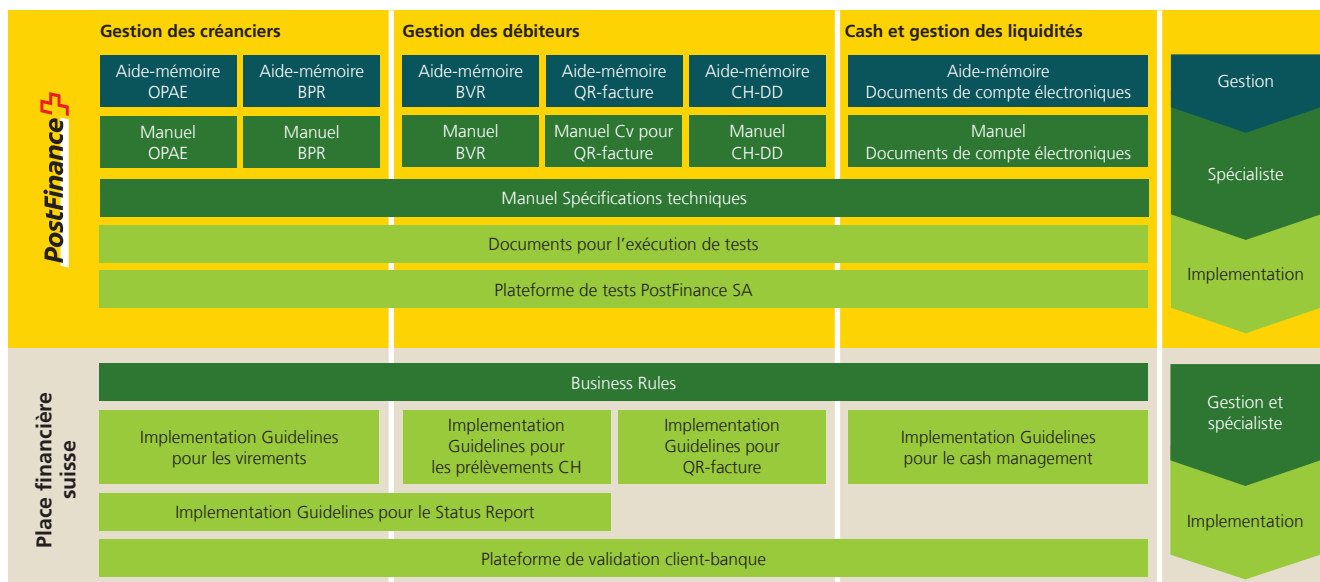 Gestion des créanciers
Gestion des débiteurs
Cash et gestion des liquidités
PostFinance
Aide-mémoire
OPAE
Aide-mémoire
BPR
Aide-mémoire
BVR
Aide-mémoire
QR-facture
Aide-mémoire
CH-DD
Aide-mémoire
Documents de compte électroniques
Gestion
Manuel
OPAE
Manuel
BPR
Manuel
BVR
Manuel Cv pour
QR-facture
Manuel
CH-DD
Manuel
Documents de compte électroniques
Spécialiste
Manuel Spécifications techniques
Documents pour l'exécution de tests
Plateforme de tests PostFinance SA
Implementation
Place financière
suisse
Business Rules
Gestion et
spécialiste
Implementation Guidelines
pour les virements
Implementation
Guidelines pour
les prélèvements CH
Implementation
Guidelines pour
QR-facture
Implementation Guidelines
pour le cash management
Implementation Guidelines pour le Status Report
Implementation
Plateforme de validation client-banque